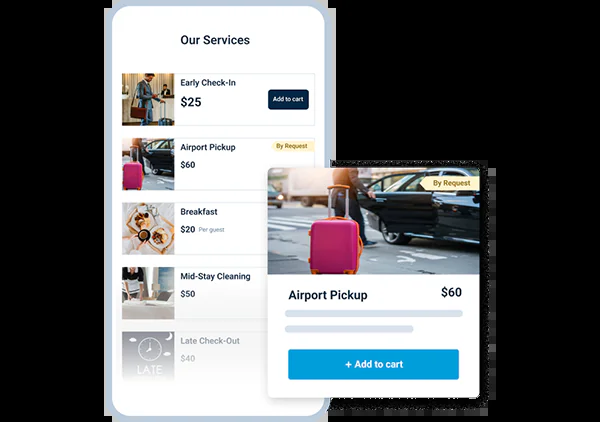 Our Services
Early Check-In
$25
Add to cart
Airport Pickup
By Request
$60
Breakfast
$20 Per guest
Mid-Stay Cleaning
$50
Late Check-Out
$40
LATE
By Request
Airport Pickup
$60
+ Add to cart